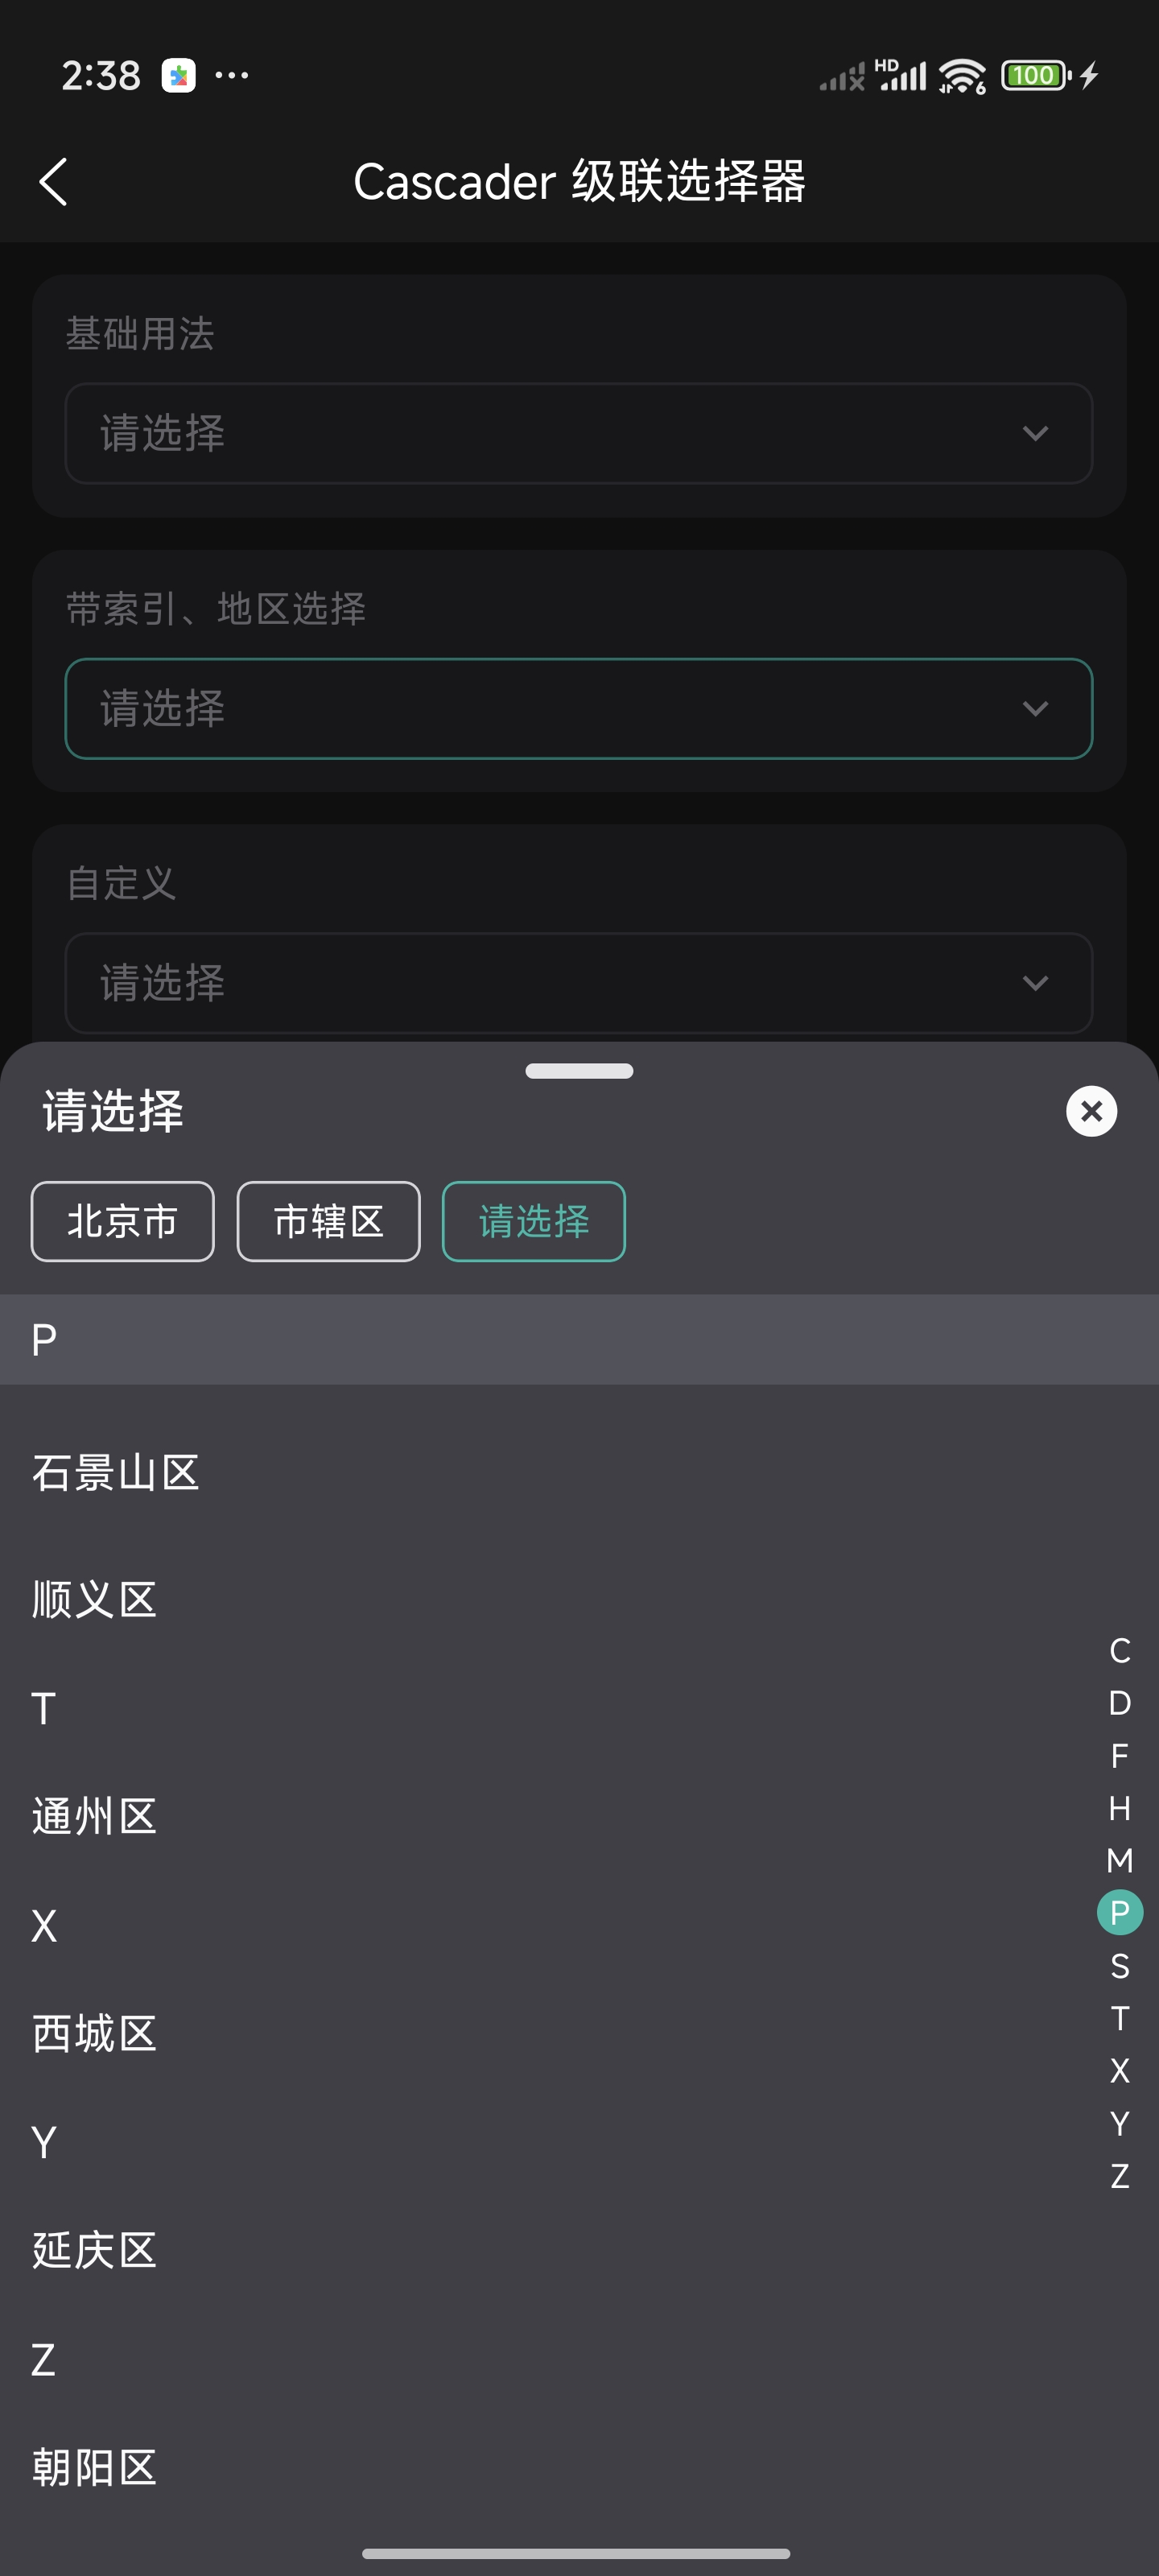 2:38
HD
6
100
Cascader 级联选择器
基础用法
请选择
带索引、地区选择
请选择
自定义
请选择
请选择
北京市 市辖区 请选择
P
石景山区
顺义区
T
通州区
X
西城区
Y
延庆区
Z
朝阳区
C
D
F
H
M
P
S
T
X
Y
Z